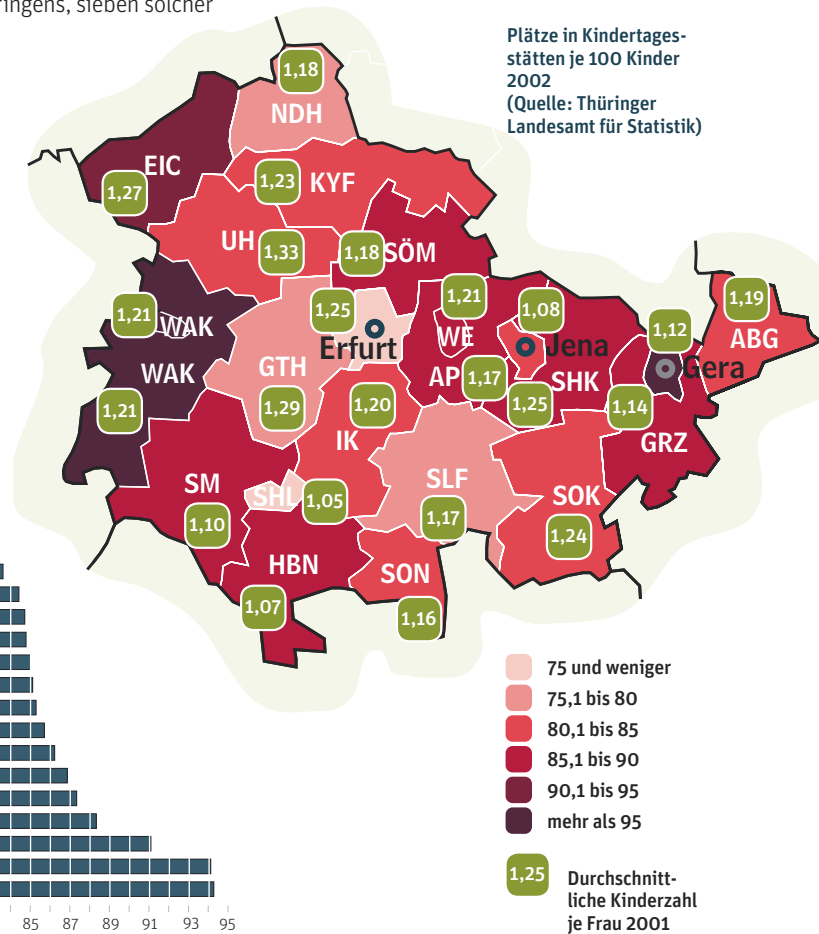 ringens, sieben solcher
Plätze in Kindertages-
stätten je 100 Kinder
2002
(Quelle: Thüringer
Landesamt für Statistik)
1,18
NDH
EIC
1,27
1,23
KYF
UH
1,33
1,18
SÖM
1,21
WAK
WAK
1,21
1,25
Erfurt
GTH
1,29
1,21
WE
AP
1,17
1,08
Jena
SHK
1,25
1,12
Gera
1,14
GRZ
1,19
ABG
1,20
IK
SM
1,10
SHL
1,05
SLF
1,17
SOK
1,24
HBN
1,07
SON
1,16
75 und weniger
75,1 bis 80
80,1 bis 85
85,1 bis 90
90,1 bis 95
mehr als 95
1,25
Durchschnitt-
liche Kinderzahl
je Frau 2001
85 87 89 91 93 95